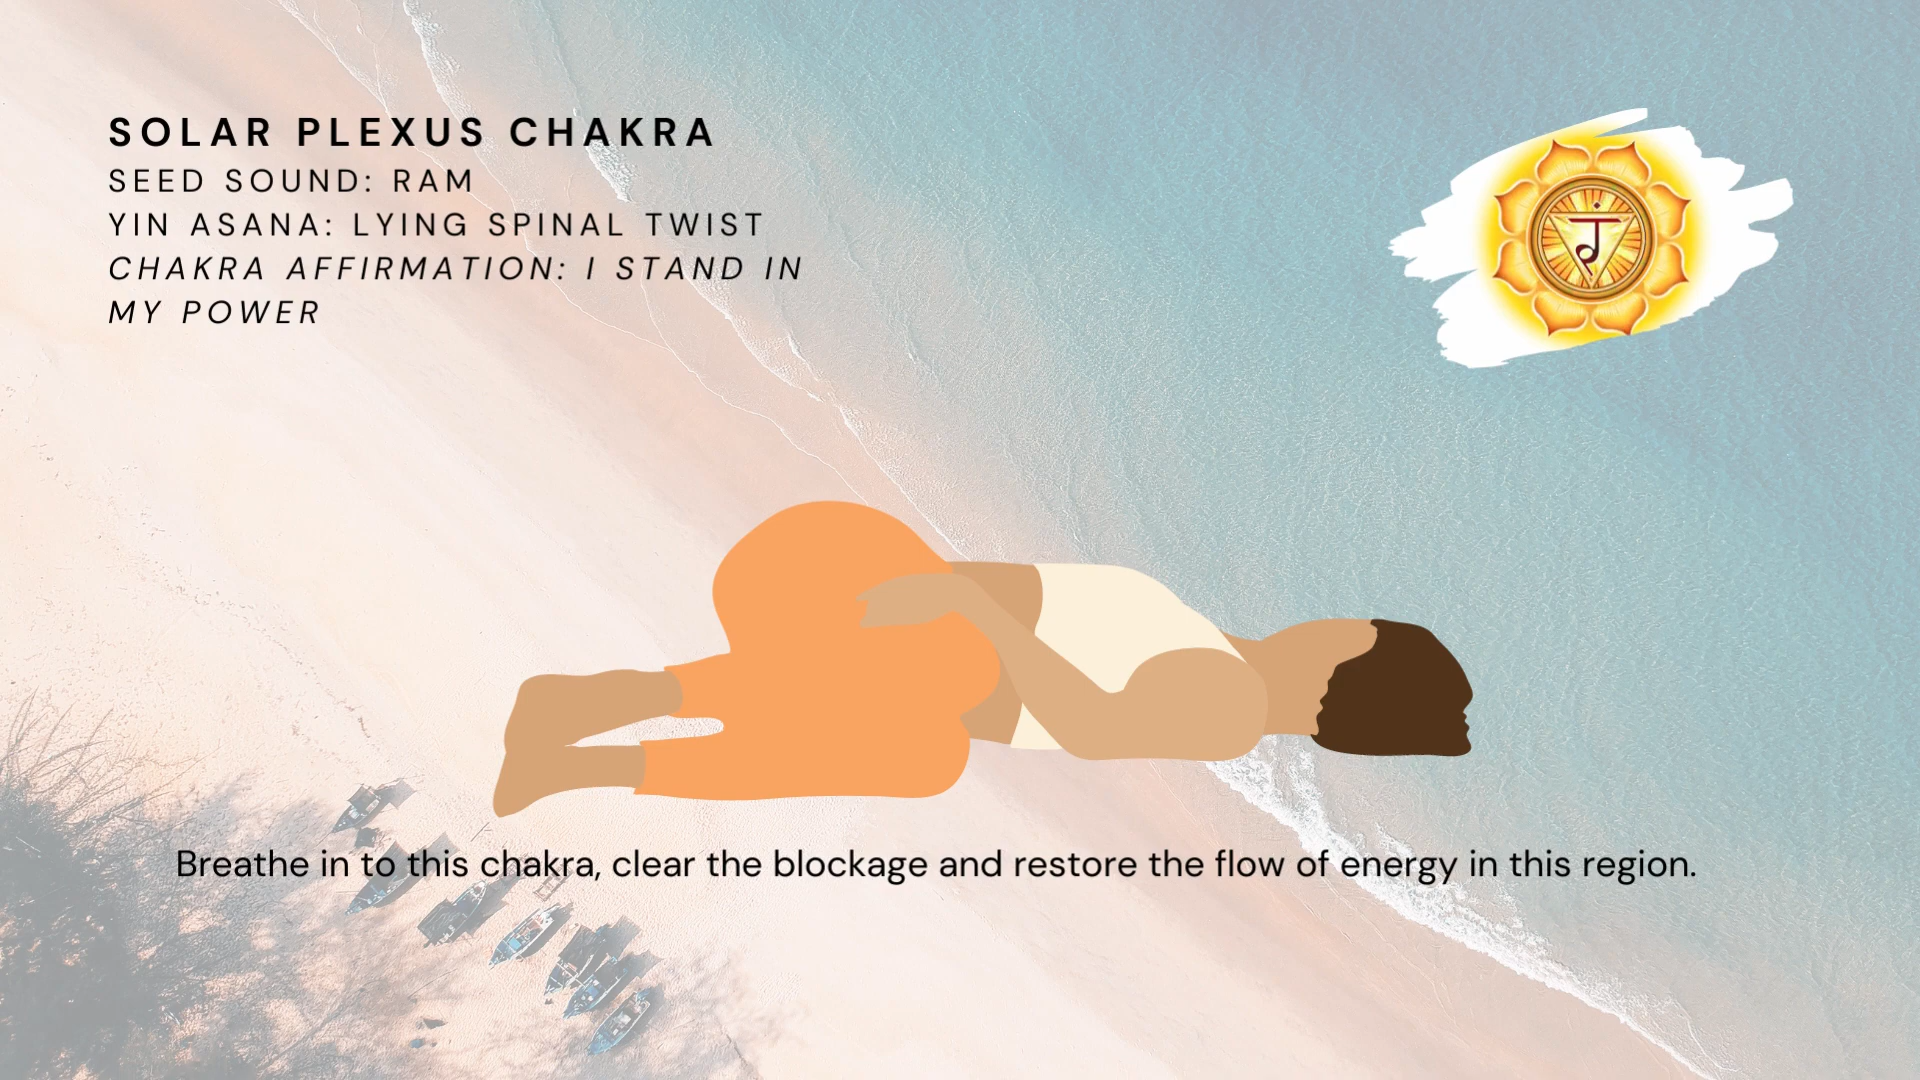 SOLAR PLEXUS CHAKRA
SEED SOUND: RAM
YIN ASANA: LYING SPINAL TWIST
CHAKRA AFFIRMATION: I STAND IN
MY POWER
Breathe in to this chakra, clear the blockage and restore the flow of energy in this region.